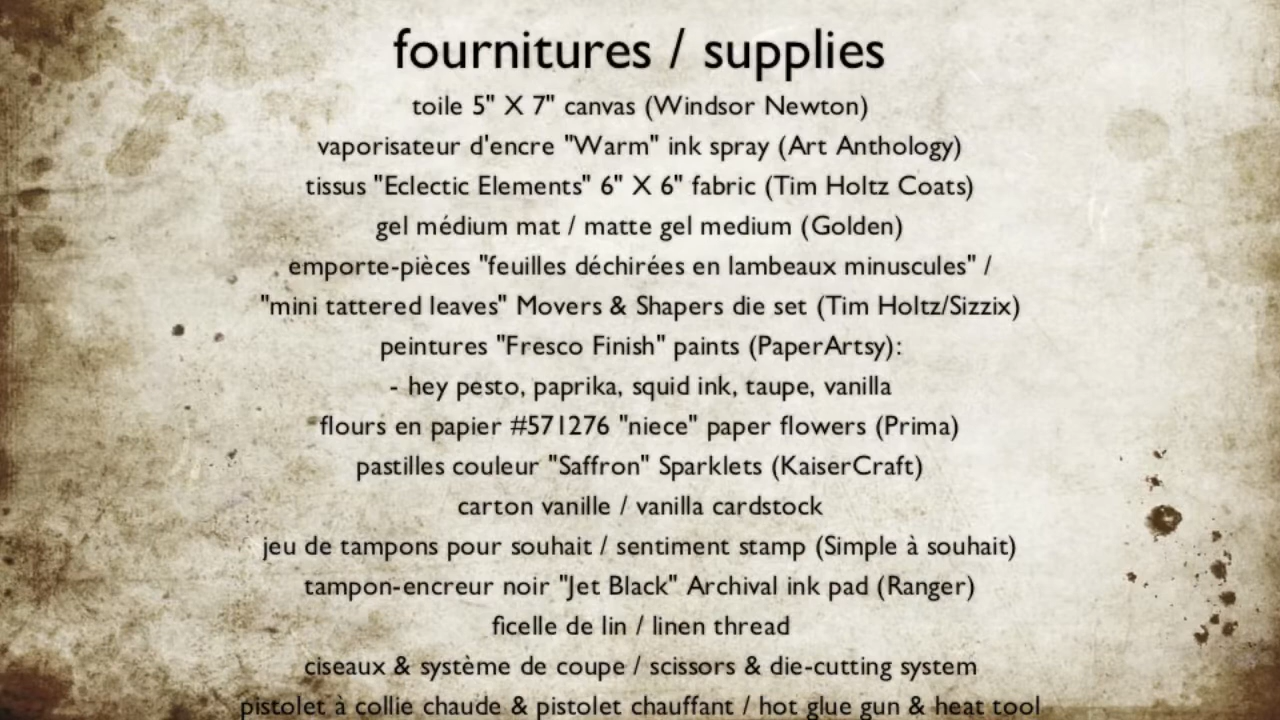 fournitures / supplies
toile 5" X 7" canvas (Windsor Newton)
vaporisateur d'encre "Warm" ink spray (Art Anthology)
tissus "Eclectic Elements" 6" X 6" fabric (Tim Holtz Coats)
gel médium mat / matte gel medium (Golden)
emporte-pièces "feuilles déchirées en lambeaux minuscules" /
"mini tattered leaves" Movers & Shapers die set (Tim Holtz/Sizzix)
peintures "Fresco Finish" paints (PaperArtsy):
- hey pesto, paprika, squid ink, taupe, vanilla
flours en papier #571276 "niece" paper flowers (Prima)
pastilles couleur "Saffron" Sparklets (KaiserCraft)
carton vanille / vanilla cardstock
jeu de tampons pour souhait / sentiment stamp (Simple à souhait)
tampon-encreur noir "Jet Black" Archival ink pad (Ranger)
ficelle de lin / linen thread
ciseaux & système de coupe / scissors & die-cutting system
pistolet à collie chaude & pistolet chauffant / hot glue gun & heat tool